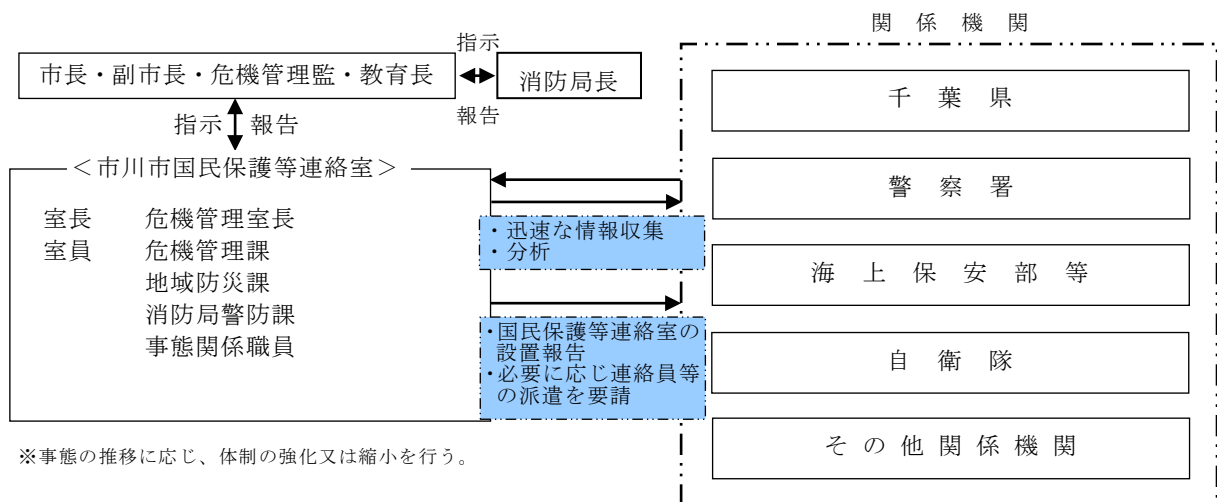 関 係 機 関
指示
市長・副市長・危機管理監・教育長
消防局長
報告
指示 報告
＜市川市国民保護等連絡室＞
室長 危機管理室長
室員 危機管理課
地域防災課
消防局警防課
事態関係職員
・迅速な情報収集
・分析
・国民保護等連絡室の
設置報告
・必要に応じ連絡員等
の派遣を要請
千 葉 県
警 察 署
海 上 保 安 部 等
自 衛 隊
そ の 他 関 係 機 関
※事態の推移に応じ、体制の強化又は縮小を行う。